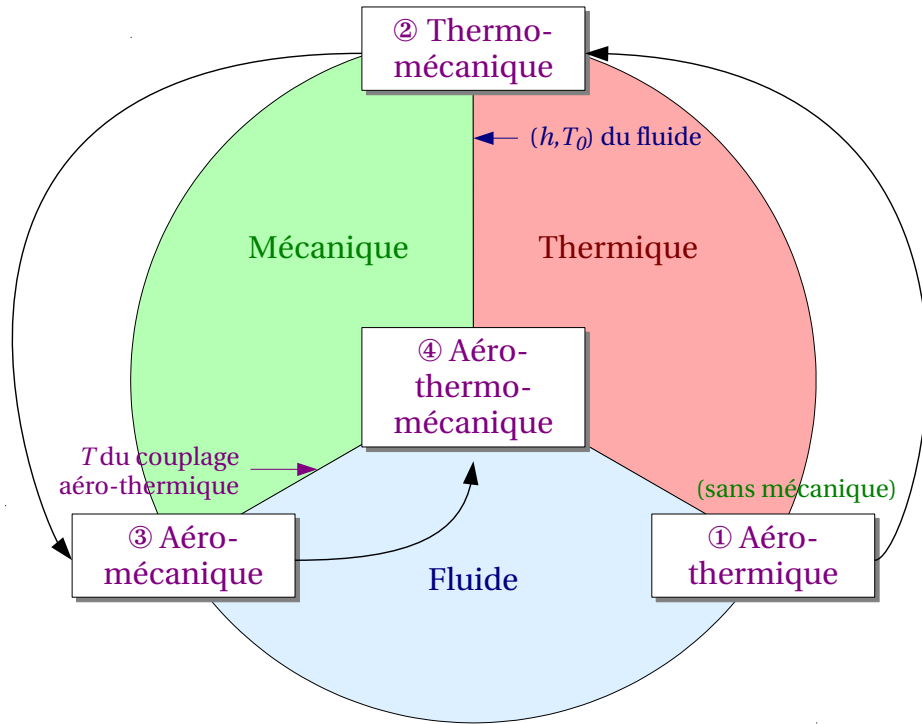 ② Thermo-
mécanique
(h,T₀) du fluide
Mécanique
Thermique
④ Aéro-
thermo-
mécanique
T du couplage
aéro-thermique
(sans mécanique)
③ Aéro-
mécanique
① Aéro-
thermique
Fluide